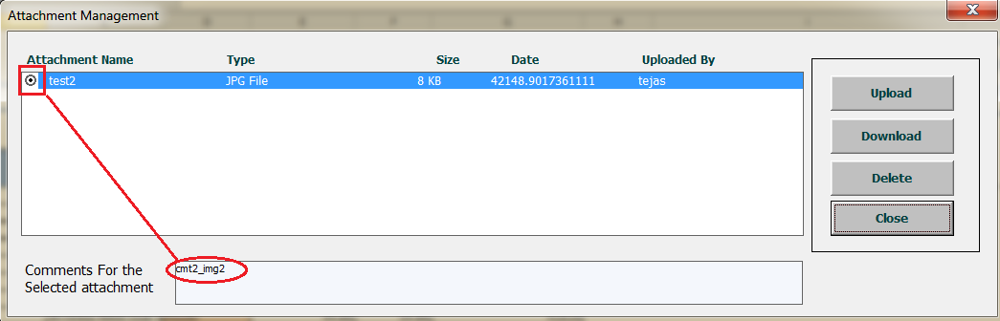 Attachment Management
Attachment Name Type Size Date Uploaded By
test2 JPG File 8 KB 42148.9017361111 tejas
Upload
Download
Delete
Close
Comments For the
Selected attachment
cmt2_img2